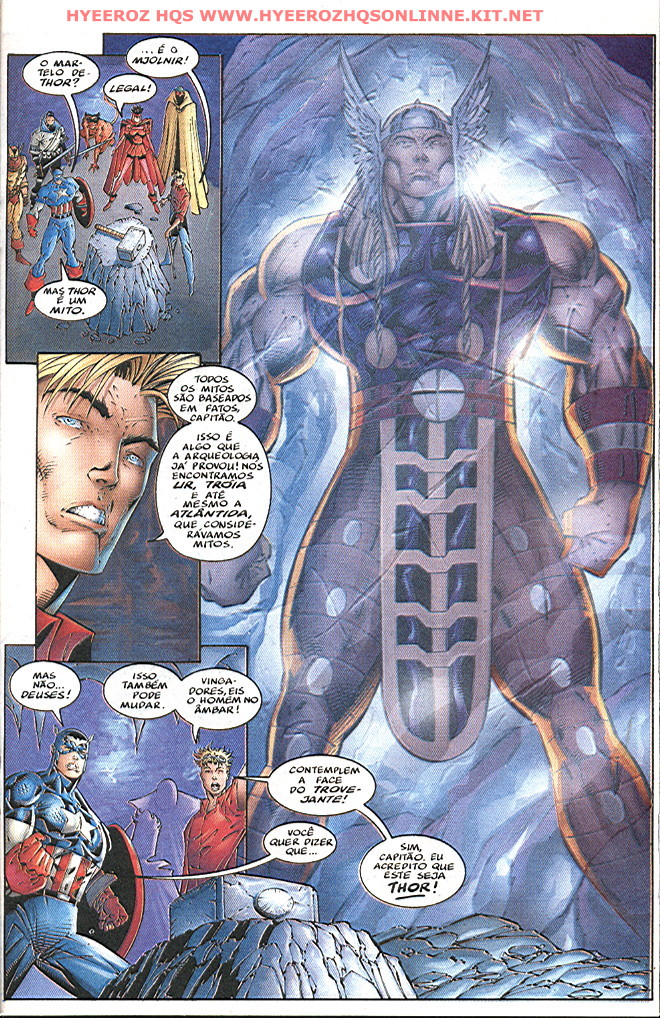 HYEEROZ HQS WWW.HYEEROZHQSONLINNE.KIT.NET
O MAR-
TELO DE
THOR?
...É O
MJOLNIR!
LEGAL!
MAS THOR
É UM
MITO.
TODOS
OS MITOS
SÃO BASEADOS
EM FATOS,
CAPITÃO.
ISSO É
ALGO QUE
A ARQUEOLOGIA
JÁ PROVOU! NÓS
ENCONTRAMOS
UR, TRÓIA
E ATÉ
MESMO A
ATLÂNTIDA,
QUE CONSIDE-
RÁVAMOS
MITOS.
MAS
NÃO...
DEUSES!
ISSO
TAMBÉM
PODE
MUDAR.
VINGA-
DORES, EIS
O HOMEM NO
ÂMBAR!
CONTEMPLEM
A FACE
DO TROVE-
JANTE!
VOCÊ
QUER DIZER
QUE...
SIM,
CAPITÃO, EU
ACREDITO QUE
ESTE SEJA
THOR!